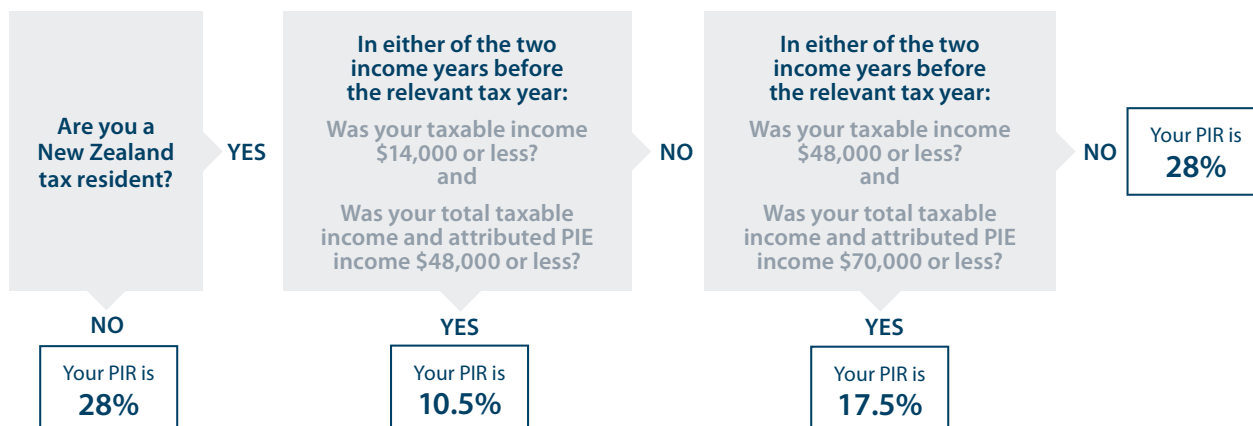 Are you a
New Zealand
tax resident?
YES
NO
Your PIR is
28%
In either of the two
income years before
the relevant tax year:
Was your taxable income
$14,000 or less?
and
Was your total taxable
income and attributed PIE
income $48,000 or less?
NO
YES
Your PIR is
10.5%
In either of the two
income years before
the relevant tax year:
Was your taxable income
$48,000 or less?
and
Was your total taxable
income and attributed PIE
income $70,000 or less?
NO
YES
Your PIR is
17.5%
Your PIR is
28%